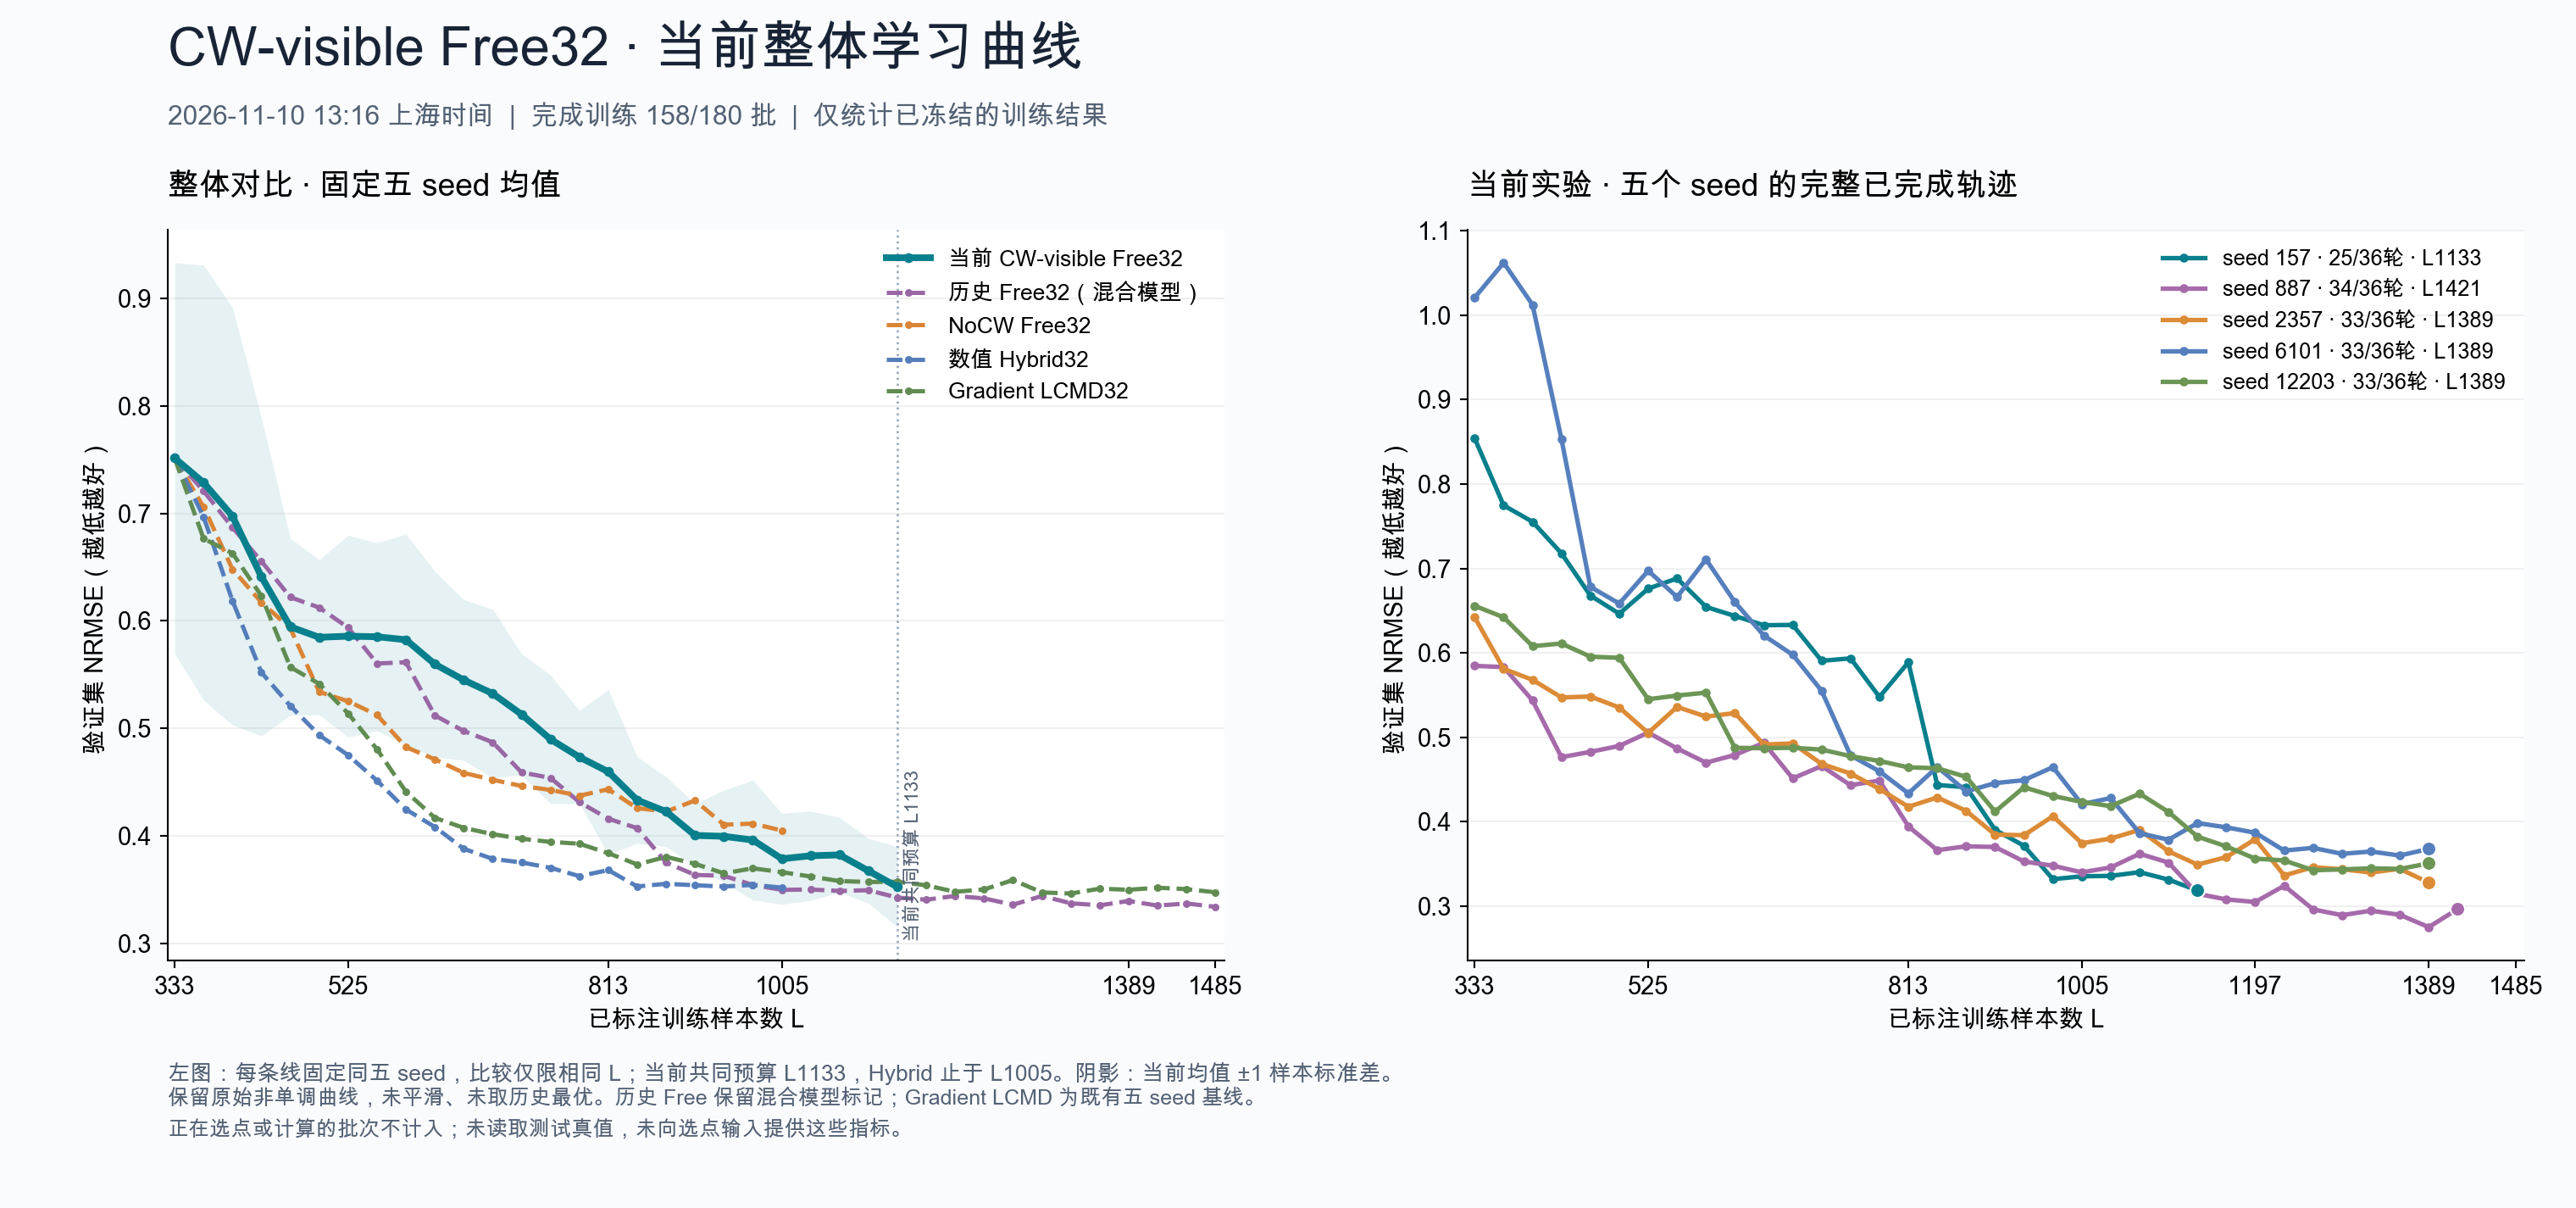 CW-visible Free32 · 当前整体学习曲线
2026-11-10 13:16 上海时间 | 完成训练 158/180 批 | 仅统计已冻结的训练结果
整体对比 · 固定五 seed 均值
验证集 NRMSE（越低越好）
0.9
0.8
0.7
0.6
0.5
0.4
0.3
当前 CW-visible Free32
历史 Free32（混合模型）
NoCW Free32
数值 Hybrid32
Gradient LCMD32
当前共同预算 L1133
333
525
813
1005
1389
1485
已标注训练样本数 L
当前实验 · 五个 seed 的完整已完成轨迹
验证集 NRMSE（越低越好）
1.1
1.0
0.9
0.8
0.7
0.6
0.5
0.4
0.3
seed 157 · 25/36轮 · L1133
seed 887 · 34/36轮 · L1421
seed 2357 · 33/36轮 · L1389
seed 6101 · 33/36轮 · L1389
seed 12203 · 33/36轮 · L1389
333
525
813
1005
1197
1389
1485
已标注训练样本数 L
左图：每条线固定同五 seed，比较仅限相同 L；当前共同预算 L1133，Hybrid 止于 L1005。阴影：当前均值 ±1 样本标准差。
保留原始非单调曲线，未平滑、未取历史最优。历史 Free 保留混合模型标记；Gradient LCMD 为既有五 seed 基线。
正在选点或计算的批次不计入；未读取测试真值，未向选点输入提供这些指标。